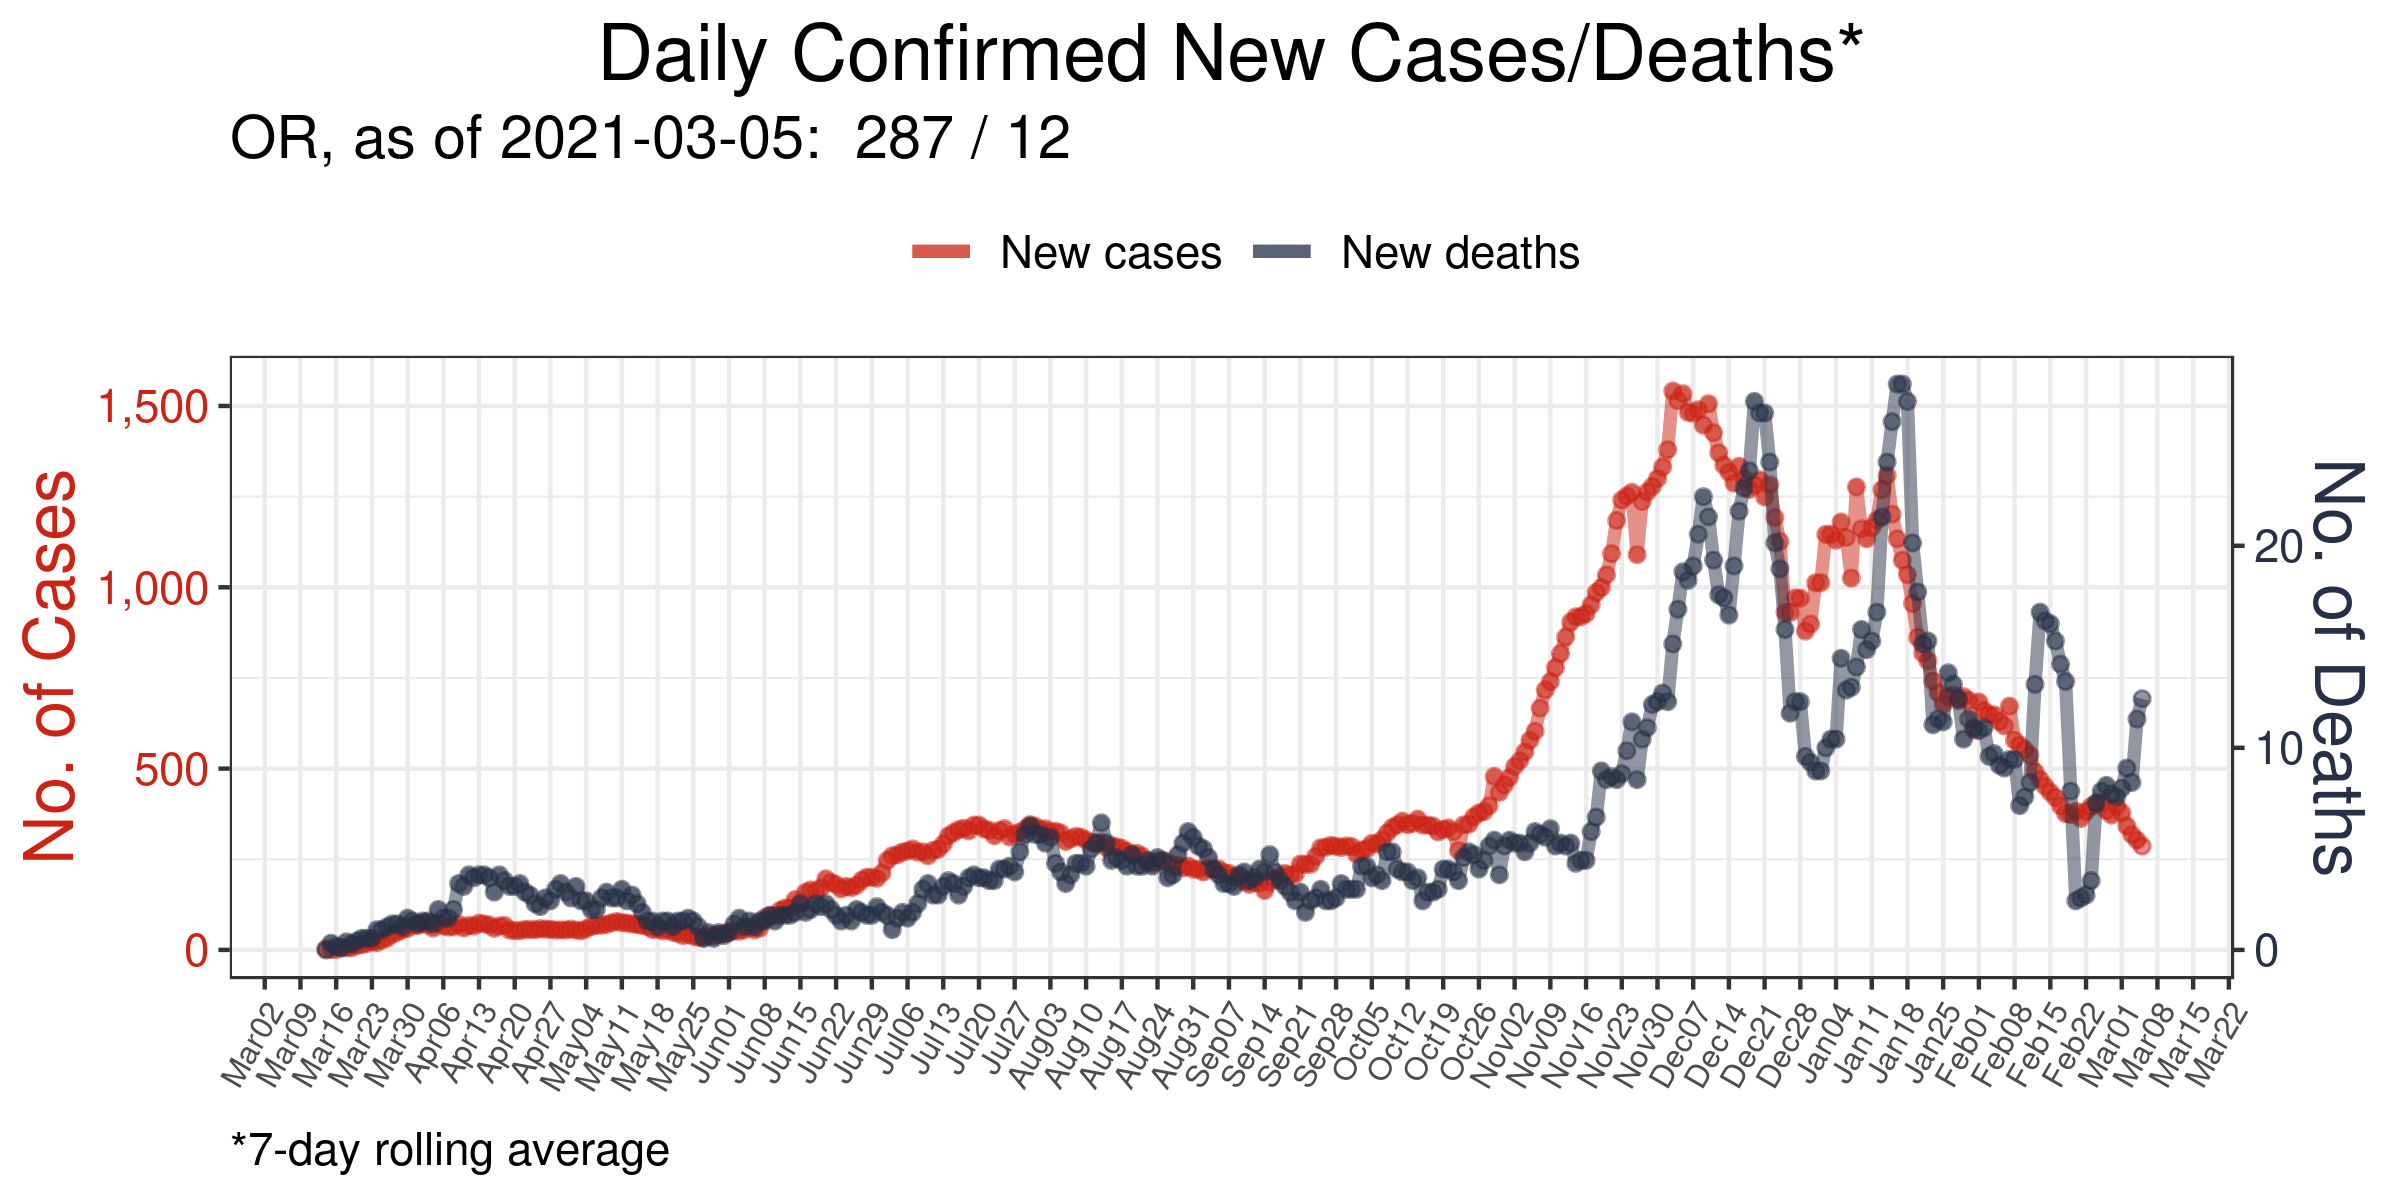 Daily Confirmed New Cases/Deaths*
OR, as of 2021-03-05:  287 / 12
New cases
New deaths
No. of Cases
1,500
1,000
500
0
No. of Deaths
20
10
0
Mar02
Mar09
Mar16
Mar23
Mar30
Apr06
Apr13
Apr20
Apr27
May04
May11
May18
May25
Jun01
Jun08
Jun15
Jun22
Jun29
Jul06
Jul13
Jul20
Jul27
Aug03
Aug10
Aug17
Aug24
Aug31
Sep07
Sep14
Sep21
Sep28
Oct05
Oct12
Oct19
Oct26
Nov02
Nov09
Nov16
Nov23
Nov30
Dec07
Dec14
Dec21
Dec28
Jan04
Jan11
Jan18
Jan25
Feb01
Feb08
Feb15
Feb22
Mar01
Mar08
Mar15
Mar22
*7-day rolling average